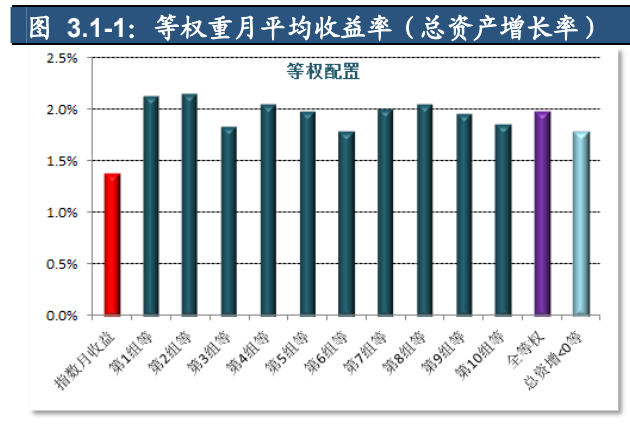 图 3.1-1：等权重月平均收益率（总资产增长率）
等权配置
2.5%
2.0%
1.5%
1.0%
0.5%
0.0%
指数月收益
第1组等
第2组等
第3组等
第4组等
第5组等
第6组等
第7组等
第8组等
第9组等
第10组等
全等权
总资增<0等